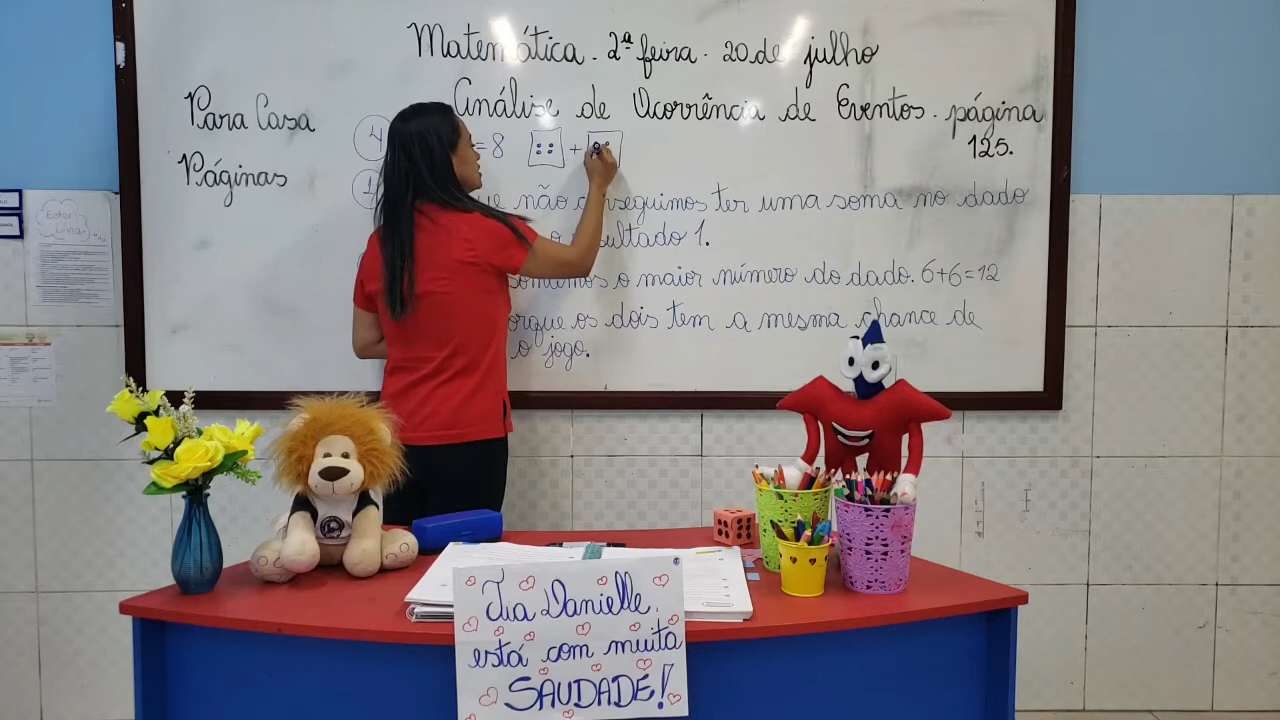 Matemática. 2ª feira. 20 de julho
Análise de Ocorrência de Eventos. página
125.
Para Casa
Páginas
4 = 8 +
1 não conseguimos ter uma soma no dado
resultado 1.
somamos o maior número do dado. 6+6=12
porque os dois tem a mesma chance de
o jogo.
Tia Danielle,
está com muita
SAUDADE!